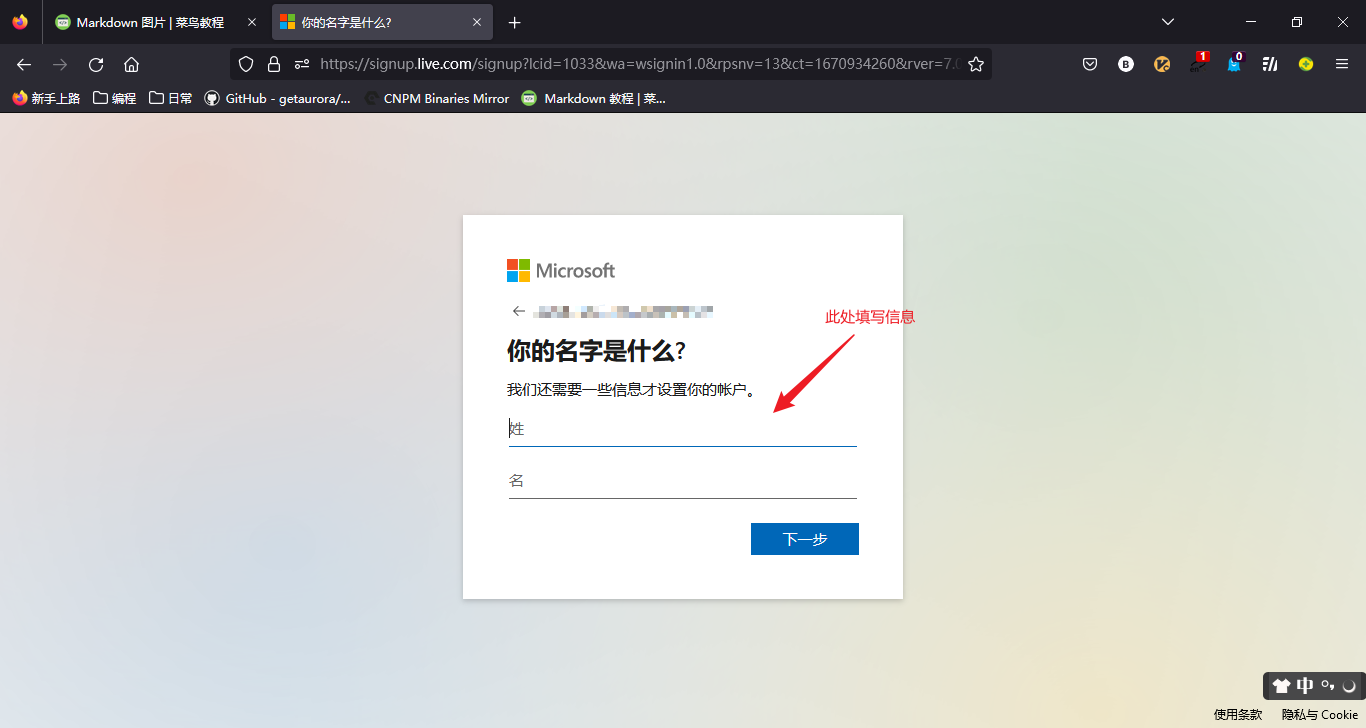 Markdown 图片 | 菜鸟教程
你的名字是什么?
https://signup.live.com/signup?lcid=1033&wa=wsignin1.0&rpsnv=13&ct=1670934260&rver=7.0
B
en
1
0
新手上路
编程
日常
GitHub - getaurora/...
CNPM Binaries Mirror
Markdown 教程 | 菜...
Microsoft
此处填写信息
你的名字是什么?
我们还需要一些信息才设置你的帐户。
姓
名
下一步
中
使用条款
隐私与 Cookie